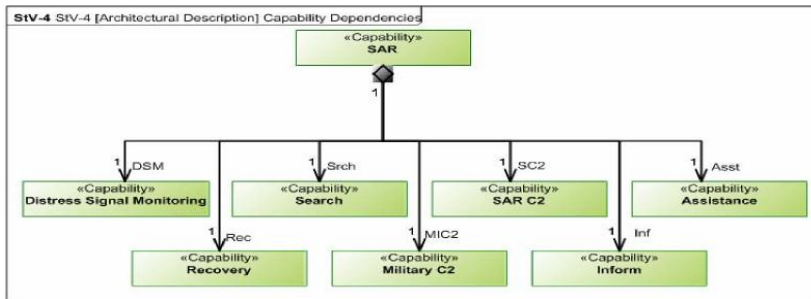 StV-4 StV-4 [Architectural Description] Capability Dependencies
«Capability»
SAR
1
1 DSM
1 Srch
1 SC2
1 Asst
«Capability»
Distress Signal Monitoring
«Capability»
Search
«Capability»
SAR C2
«Capability»
Assistance
1 Rec
1 MIC2
1 Inf
«Capability»
Recovery
«Capability»
Military C2
«Capability»
Inform